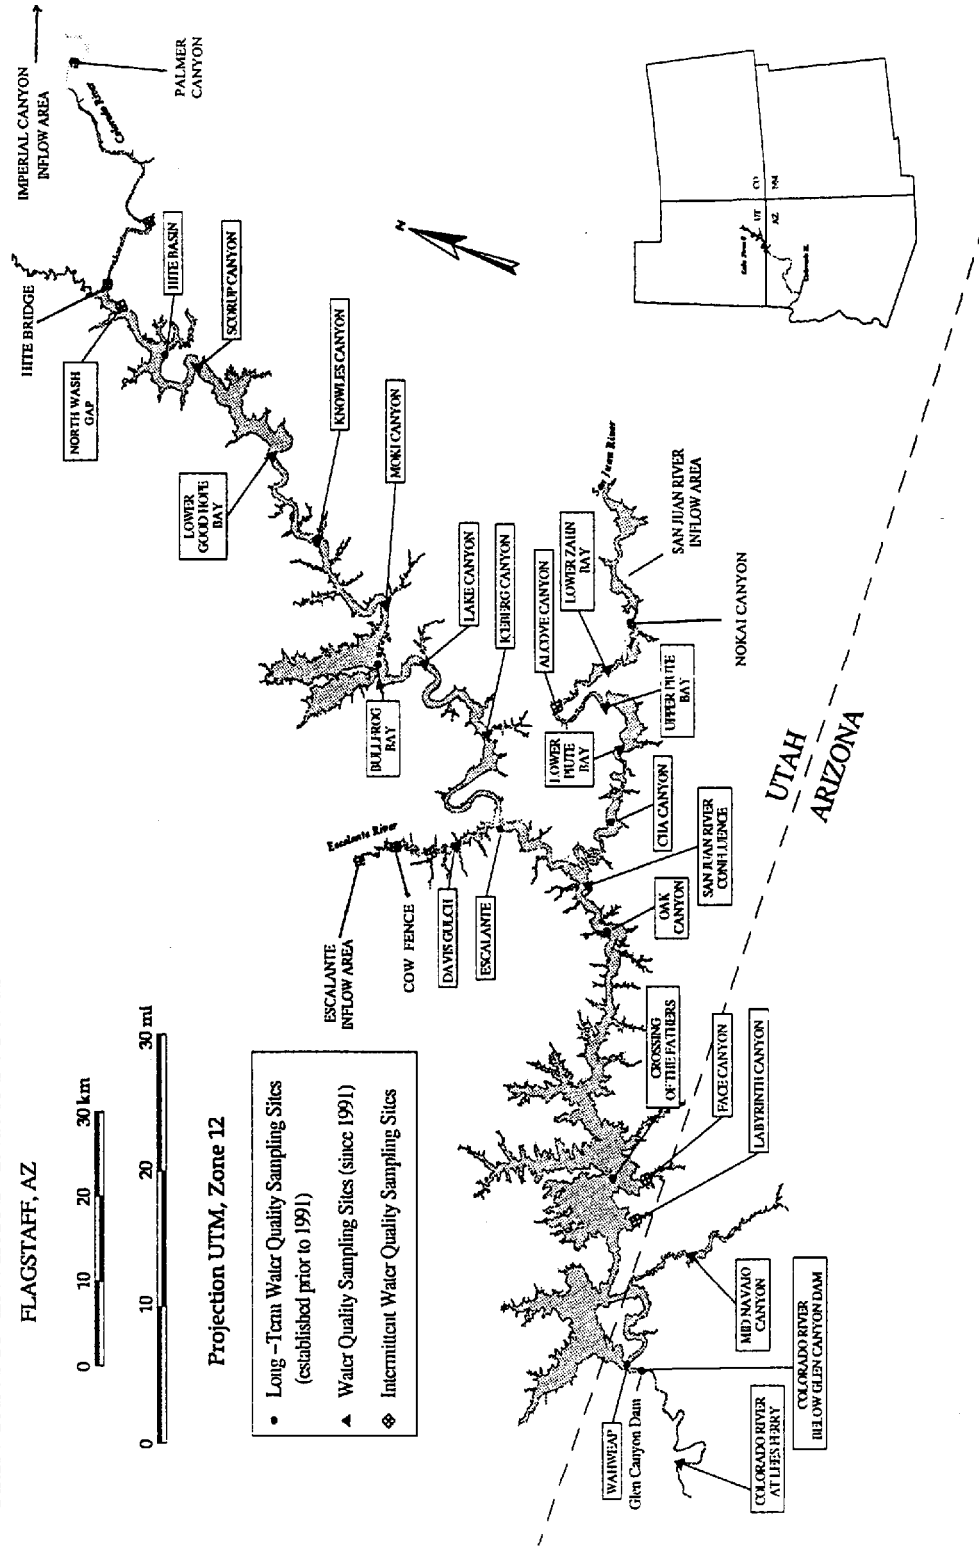 FLAGSTAFF, AZ
0 10 20 30 km
0 10 20 30 mi
Projection UTM, Zone 12
Long –Term Water Quality Sampling Sites
(established prior to 1991)
Water Quality Sampling Sites (since 1991)
Intermittent Water Quality Sampling Sites
IMPERIAL CANYON
INFLOW AREA
PALMER
CANYON
Colorado River
HITE BRIDGE
NORTH WASH
GAP
HITE BASIN
SCORUP CANYON
LOWER
GOOD HOPE
BAY
KNOWLES CANYON
MOKI CANYON
BULLFROG
BAY
LAKE CANYON
ICEBERG CANYON
Escalante River
ESCALANTE
INFLOW AREA
COW FENCE
DAVIS GULCH
ESCALANTE
ALCOVE CANYON
LOWER ZAHN
BAY
San Juan River
SAN JUAN RIVER
INFLOW AREA
NOKAI CANYON
UPPER PIUTE
BAY
LOWER
PIUTE
BAY
CHA CANYON
SAN JUAN RIVER
CONFLUENCE
OAK
CANYON
CROSSING
OF THE FATHERS
FACE CANYON
LABYRINTH CANYON
MID NAVAJO
CANYON
WAHWEAP
Glen Canyon Dam
COLORADO RIVER
BELOW GLEN CANYON DAM
COLORADO RIVER
AT LEES FERRY
UTAH
ARIZONA
N
Lake Powell
Colorado R.
UT CO
AZ NM